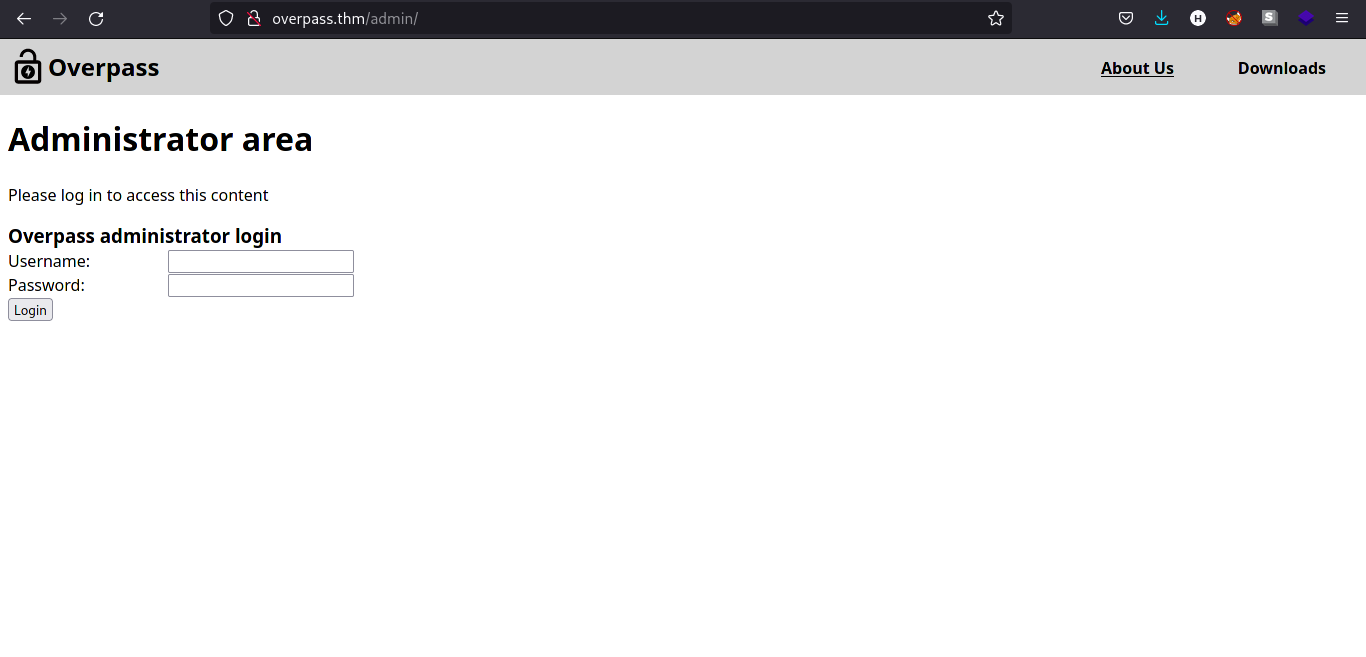 overpass.thm/admin/
H
S
Overpass
About Us
Downloads
Administrator area
Please log in to access this content
Overpass administrator login
Username:
Password:
Login